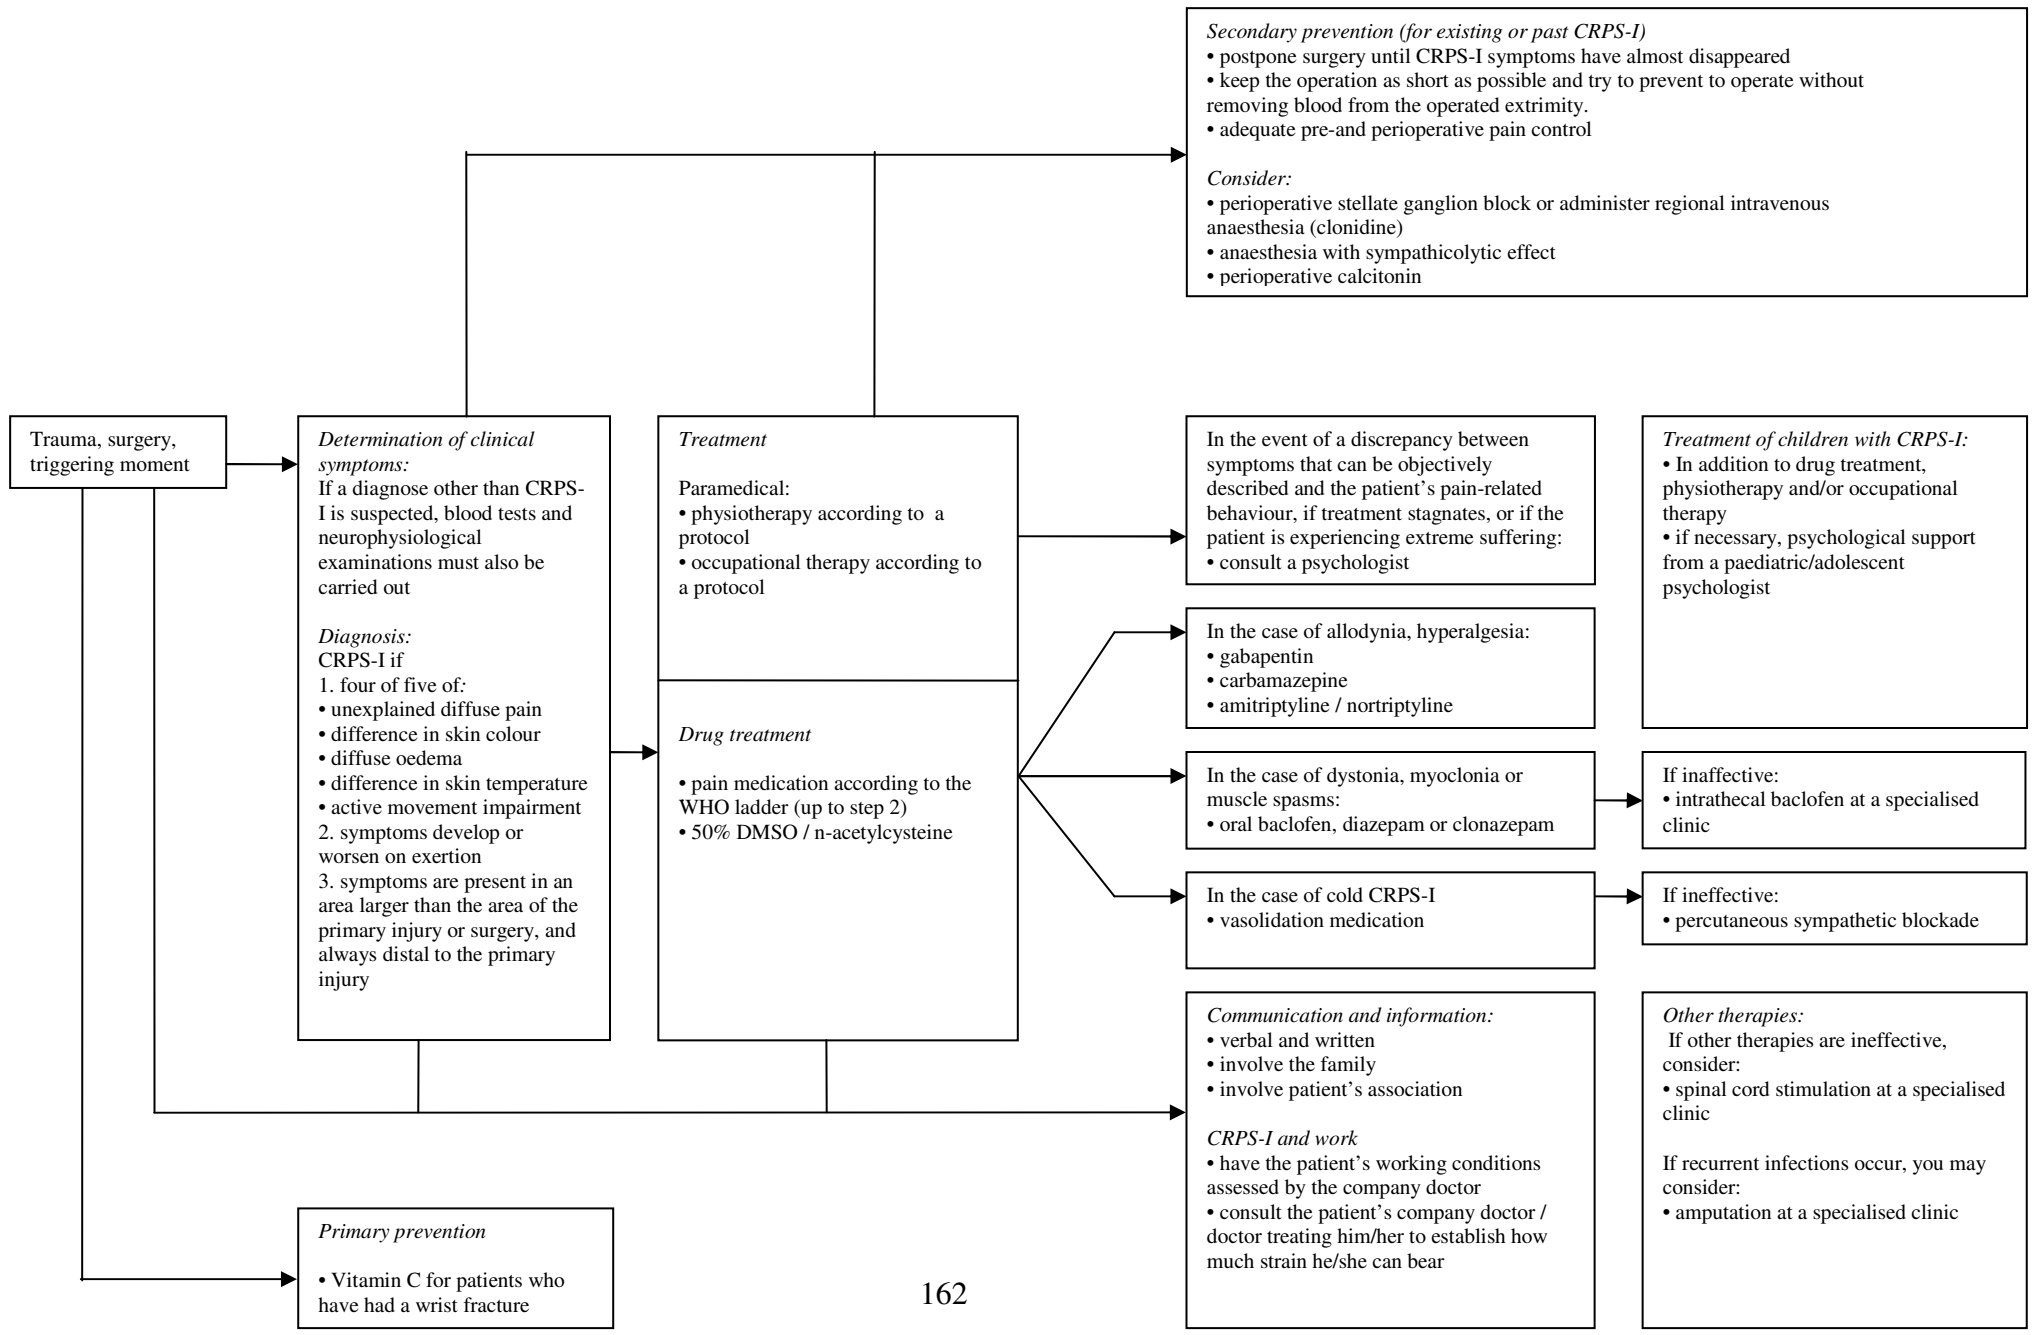 Secondary prevention (for existing or past CRPS-I)
• postpone surgery until CRPS-I symptoms have almost disappeared
• keep the operation as short as possible and try to prevent to operate without
removing blood from the operated extrimity.
• adequate pre-and perioperative pain control
Consider:
• perioperative stellate ganglion block or administer regional intravenous
anaesthesia (clonidine)
• anaesthesia with sympathicolytic effect
• perioperative calcitonin
Trauma, surgery,
triggering moment
Determination of clinical
symptoms:
If a diagnose other than CRPS-
I is suspected, blood tests and
neurophysiological
examinations must also be
carried out
Diagnosis:
CRPS-I if
1. four of five of:
• unexplained diffuse pain
• difference in skin colour
• diffuse oedema
• difference in skin temperature
• active movement impairment
2. symptoms develop or
worsen on exertion
3. symptoms are present in an
area larger than the area of the
primary injury or surgery, and
always distal to the primary
injury
Treatment
Paramedical:
• physiotherapy according to a
protocol
• occupational therapy according to
a protocol
Drug treatment
• pain medication according to the
WHO ladder (up to step 2)
• 50% DMSO / n-acetylcysteine
In the event of a discrepancy between
symptoms that can be objectively
described and the patient's pain-related
behaviour, if treatment stagnates, or if the
patient is experiencing extreme suffering:
• consult a psychologist
In the case of allodynia, hyperalgesia:
• gabapentin
• carbamazepine
• amitriptyline / nortriptyline
In the case of dystonia, myoclonia or
muscle spasms:
• oral baclofen, diazepam or clonazepam
In the case of cold CRPS-I
• vasolidation medication
Communication and information:
• verbal and written
• involve the family
• involve patient's association
CRPS-I and work
• have the patient's working conditions
assessed by the company doctor
• consult the patient's company doctor /
doctor treating him/her to establish how
much strain he/she can bear
Treatment of children with CRPS-I:
• In addition to drug treatment,
physiotherapy and/or occupational
therapy
• if necessary, psychological support
from a paediatric/adolescent
psychologist
If inaffective:
• intrathecal baclofen at a specialised
clinic
If ineffective:
• percutaneous sympathetic blockade
Other therapies:
If other therapies are ineffective,
consider:
• spinal cord stimulation at a specialised
clinic
If recurrent infections occur, you may
consider:
• amputation at a specialised clinic
Primary prevention
• Vitamin C for patients who
have had a wrist fracture
162